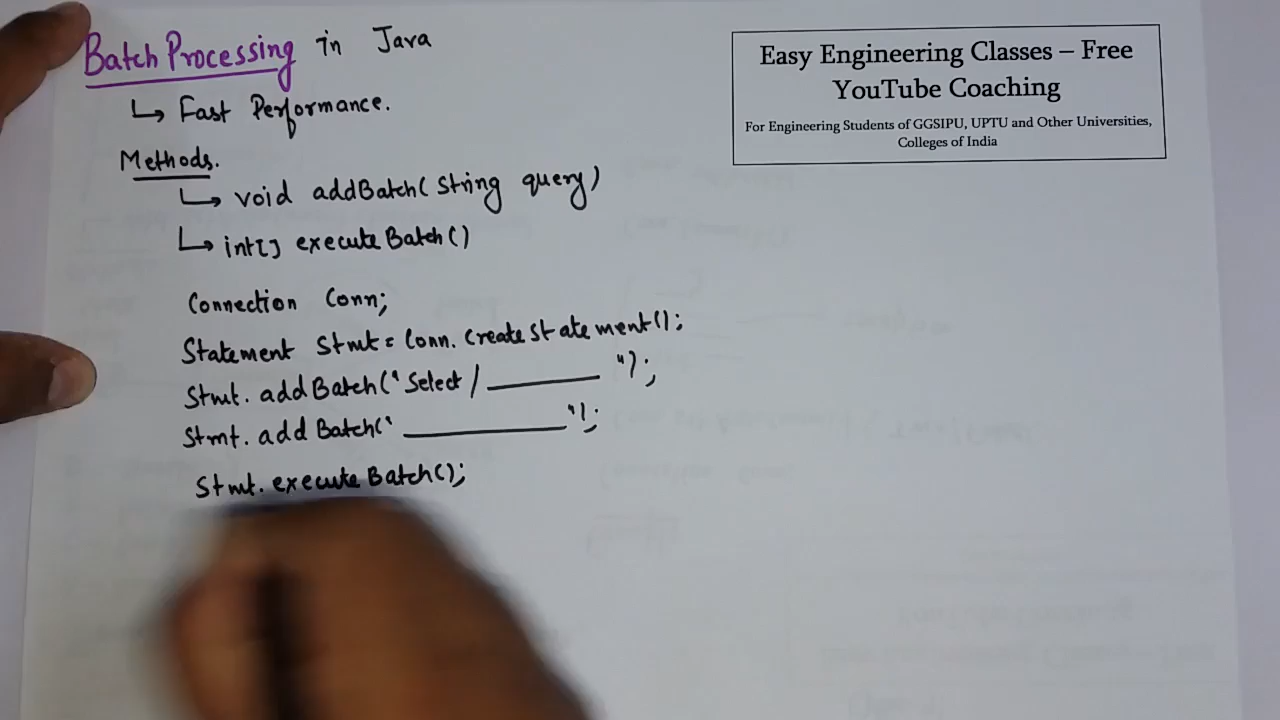 Batch Processing in Java
↳ Fast Performance.
Methods.
↳ void addBatch(String query)
↳ int[] executeBatch()
Connection Conn;
Statement Stmt = Conn. CreateStatement();
Stmt. addBatch("Select / ______ ");
Stmt. addBatch(" ______ ");
Stmt. executeBatch();
Easy Engineering Classes – Free
YouTube Coaching
For Engineering Students of GGSIPU, UPTU and Other Universities,
Colleges of India